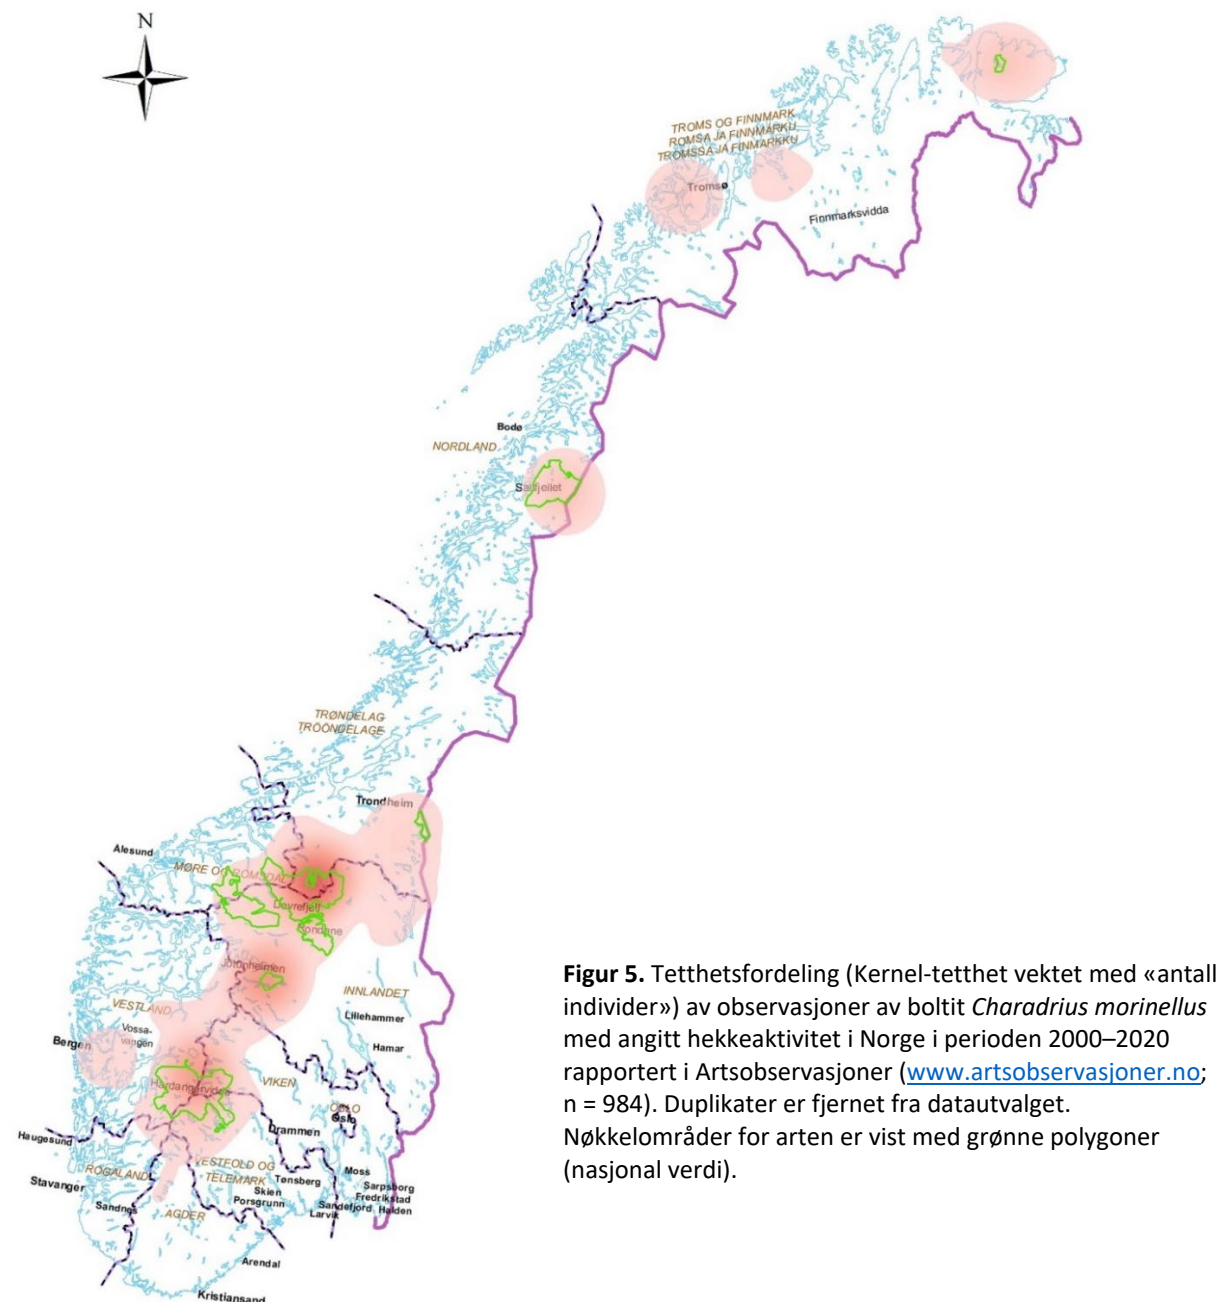 N
TROMS OG FINNMARK
ROMSA JA FINNMÁRKU
TROMSSA JA FINMARKKU
Tromsø
Finnmarksvidda
Bodø
NORDLAND
Saltfjellet
TRØNDELAG
TRÖÖNDELAGE
Trondheim
Ålesund
MØRE OG ROMSDAL
Dovrefjell
Rondane
Jotunheimen
INNLANDET
VESTLAND
Lillehammer
Vossa-
vangen
Bergen
Hamar
Hardangervidda
VIKEN
OSLO
Oslo
Drammen
Haugesund
VESTFOLD OG
TELEMARK
ROGALAND
Tønsberg
Moss
Stavanger
Skien
Sarpsborg
Porsgrunn
Fredrikstad
Sandnes
Sandefjord
Halden
Larvik
AGDER
Arendal
Kristiansand
Figur 5. Tetthetsfordeling (Kernel-tetthet vektet med «antall
individer») av observasjoner av boltit Charadrius morinellus
med angitt hekkeaktivitet i Norge i perioden 2000–2020
rapportert i Artsobservasjoner (www.artsobservasjoner.no;
n = 984). Duplikater er fjernet fra datautvalget.
Nøkkelområder for arten er vist med grønne polygoner
(nasjonal verdi).